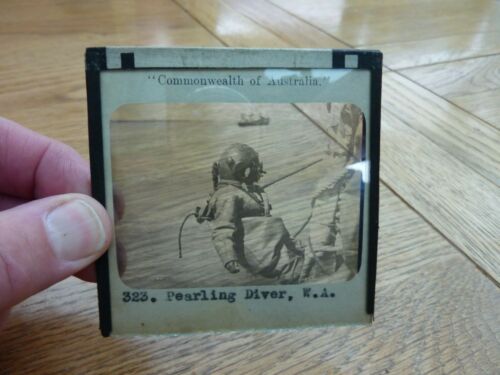 "Commonwealth of Australia."
323. Pearling Diver, W.A.